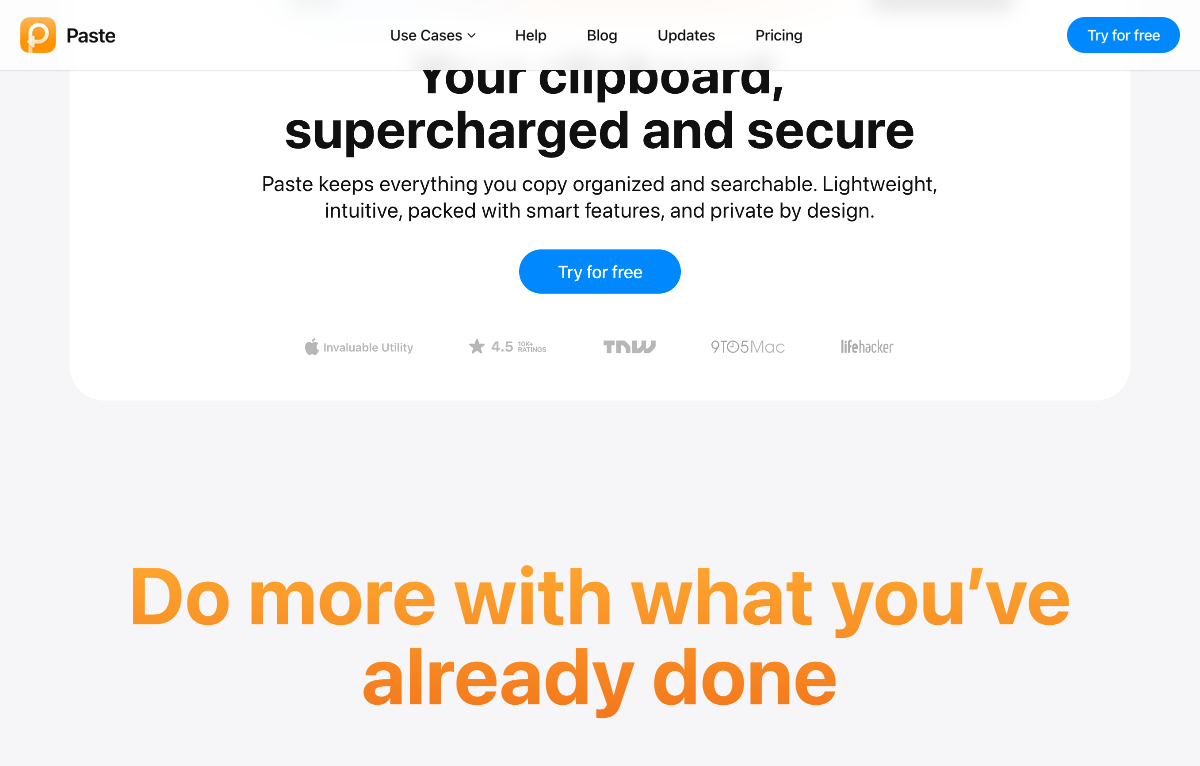 Paste
Use Cases
Help
Blog
Updates
Pricing
Try for free
Your clipboard,
supercharged and secure
Paste keeps everything you copy organized and searchable. Lightweight,
intuitive, packed with smart features, and private by design.
Try for free
Invaluable Utility
4.5 10K+
RATINGS
TNW
9TO5Mac
lifehacker
Do more with what you’ve
already done